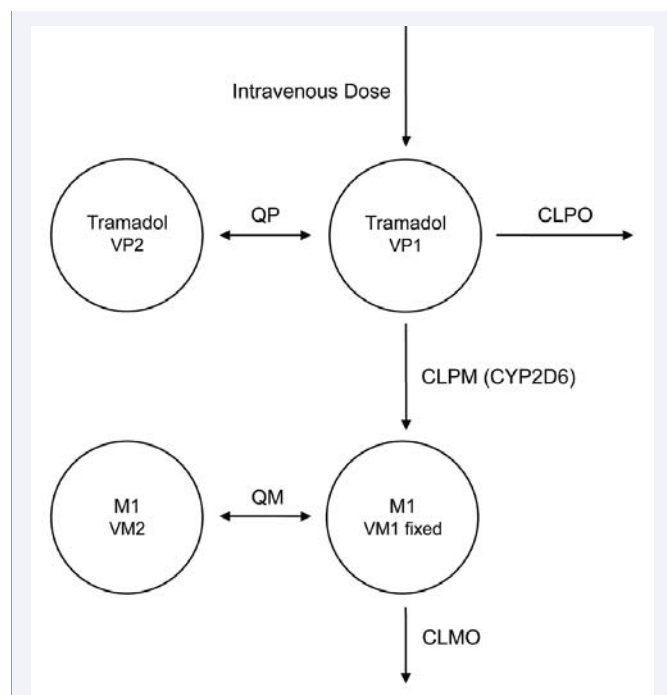 Intravenous Dose
Tramadol
VP2
QP
Tramadol
VP1
CLPO
CLPM (CYP2D6)
M1
VM2
QM
M1
VM1 fixed
CLMO